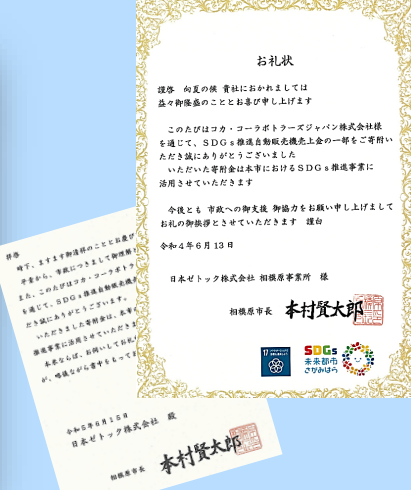 お礼状
謹啓　向夏の候 貴社におかれましては
益々御隆盛のこととお喜び申し上げます
このたびはコカ・コーラボトラーズジャパン株式会社様
を通じて、ＳＤＧｓ推進自動販売機売上金の一部をご寄附い
ただき誠にありがとうございました
いただいた寄附金は本市におけるＳＤＧｓ推進事業に
活用させていただきます
今後とも 市政への御支援 御協力をお願い申し上げまして
お礼の御挨拶とさせていただきます　謹白
令和４年６月１３日
日本ゼトック株式会社 相模原事業所　様
相模原市長　本村賢太郎
17
SDGs
未来都市
さがみはら
拝啓
時下、ますます御清祥のこととお慶び
平素から、市政につきまして御理解と
また、このたびはコカ・コーラボトラ
を通じて、ＳＤＧｓ推進自動販売機売
だき誠にありがとうございます。
いただきました寄附金は、本市に
推進事業に活用させていただきま
本来ならば、お伺いしてお礼
が、略儀ながら書中をもってお
令和５年６月１５日
日本ゼトック株式会社　殿
相模原市長　本村賢太郎